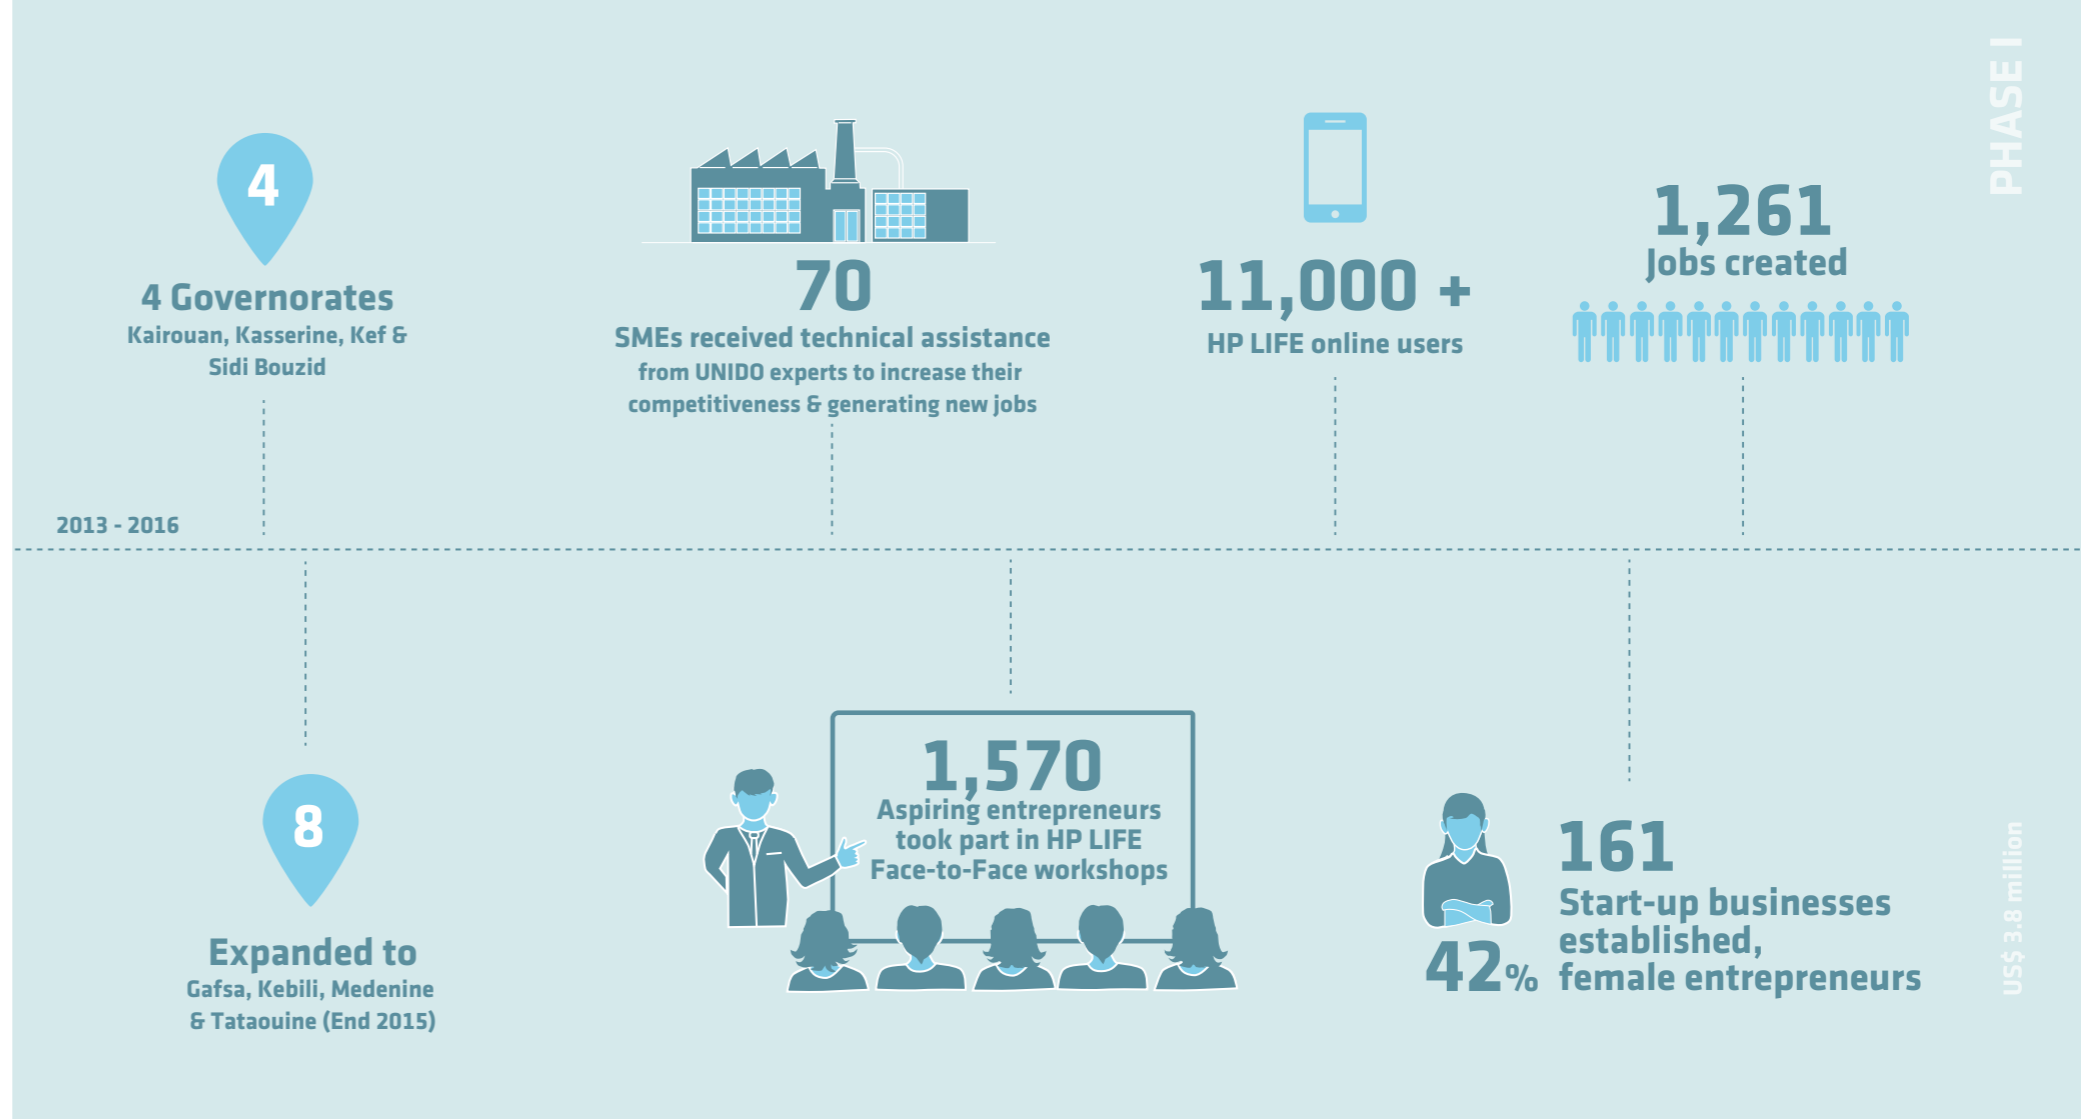 PHASE I
4
4 Governorates
Kairouan, Kasserine, Kef &
Sidi Bouzid
70
SMEs received technical assistance
from UNIDO experts to increase their
competitiveness & generating new jobs
11,000 +
HP LIFE online users
1,261
Jobs created
2013 - 2016
8
Expanded to
Gafsa, Kebili, Medenine
& Tataouine (End 2015)
1,570
Aspiring entrepreneurs
took part in HP LIFE
Face-to-Face workshops
161
Start-up businesses
established,
42% female entrepreneurs
US$ 3.8 million